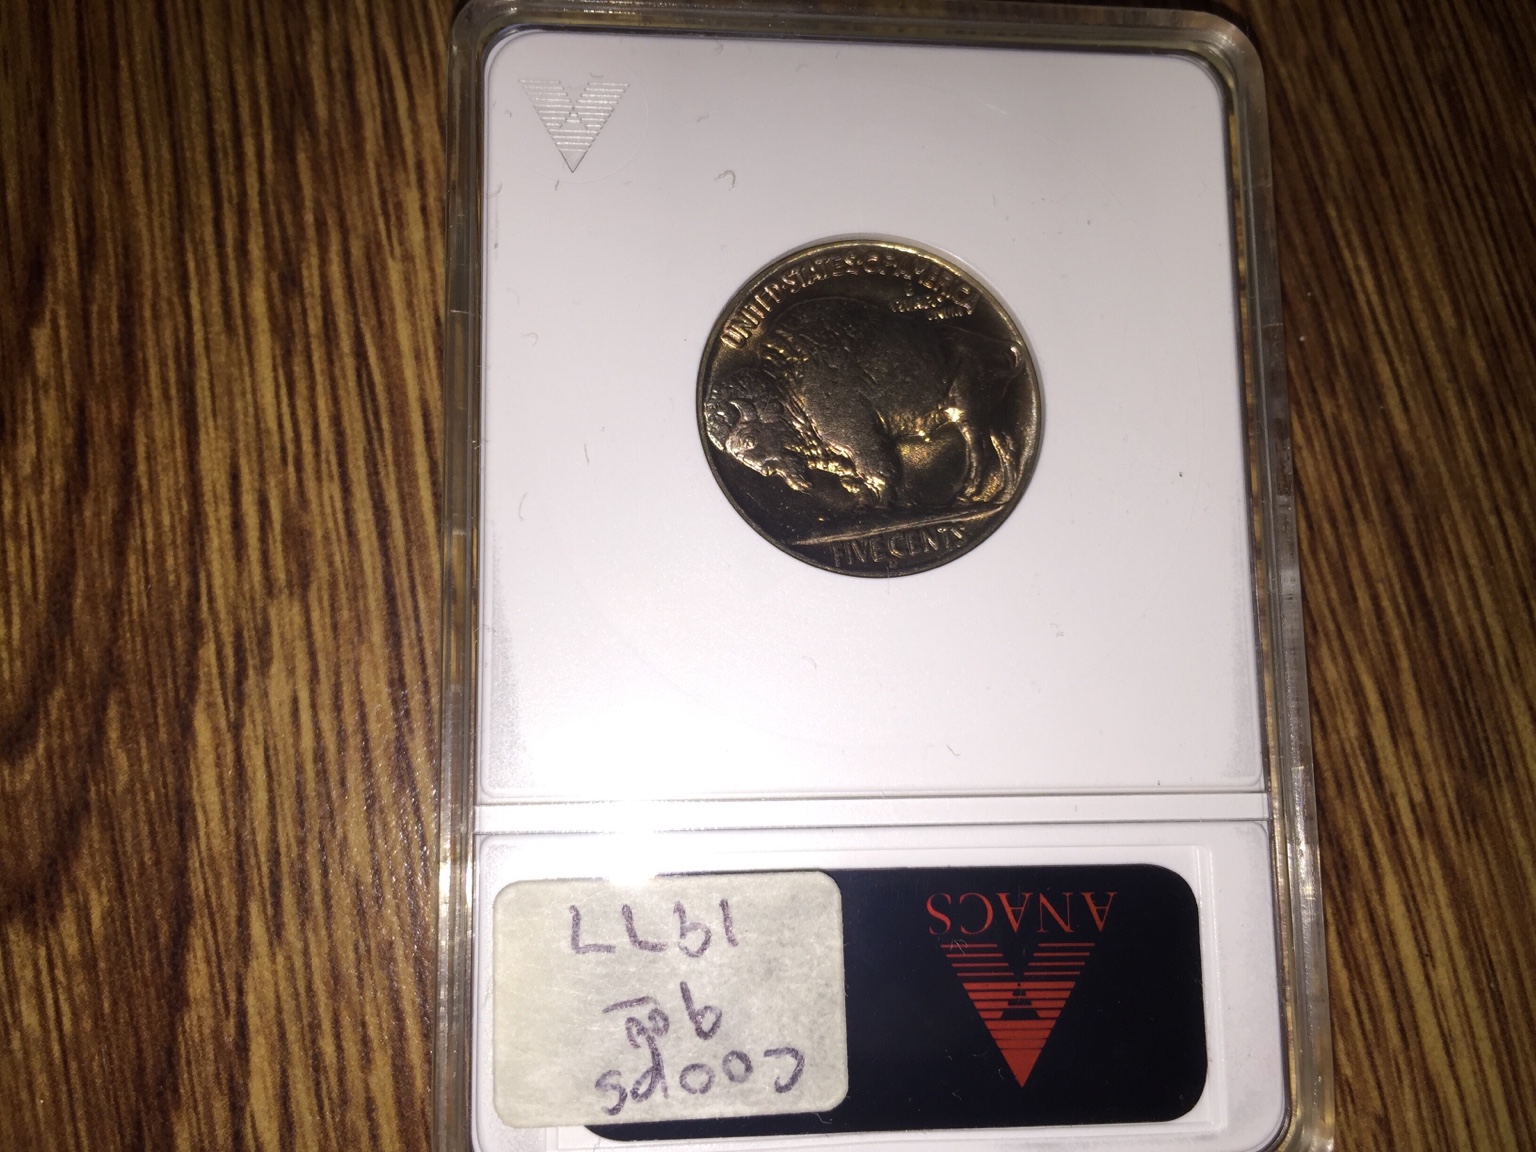 UNITED STATES OF AMERICA
E
PLURIBUS
UNUM
FIVE CENTS
ANACS
1977